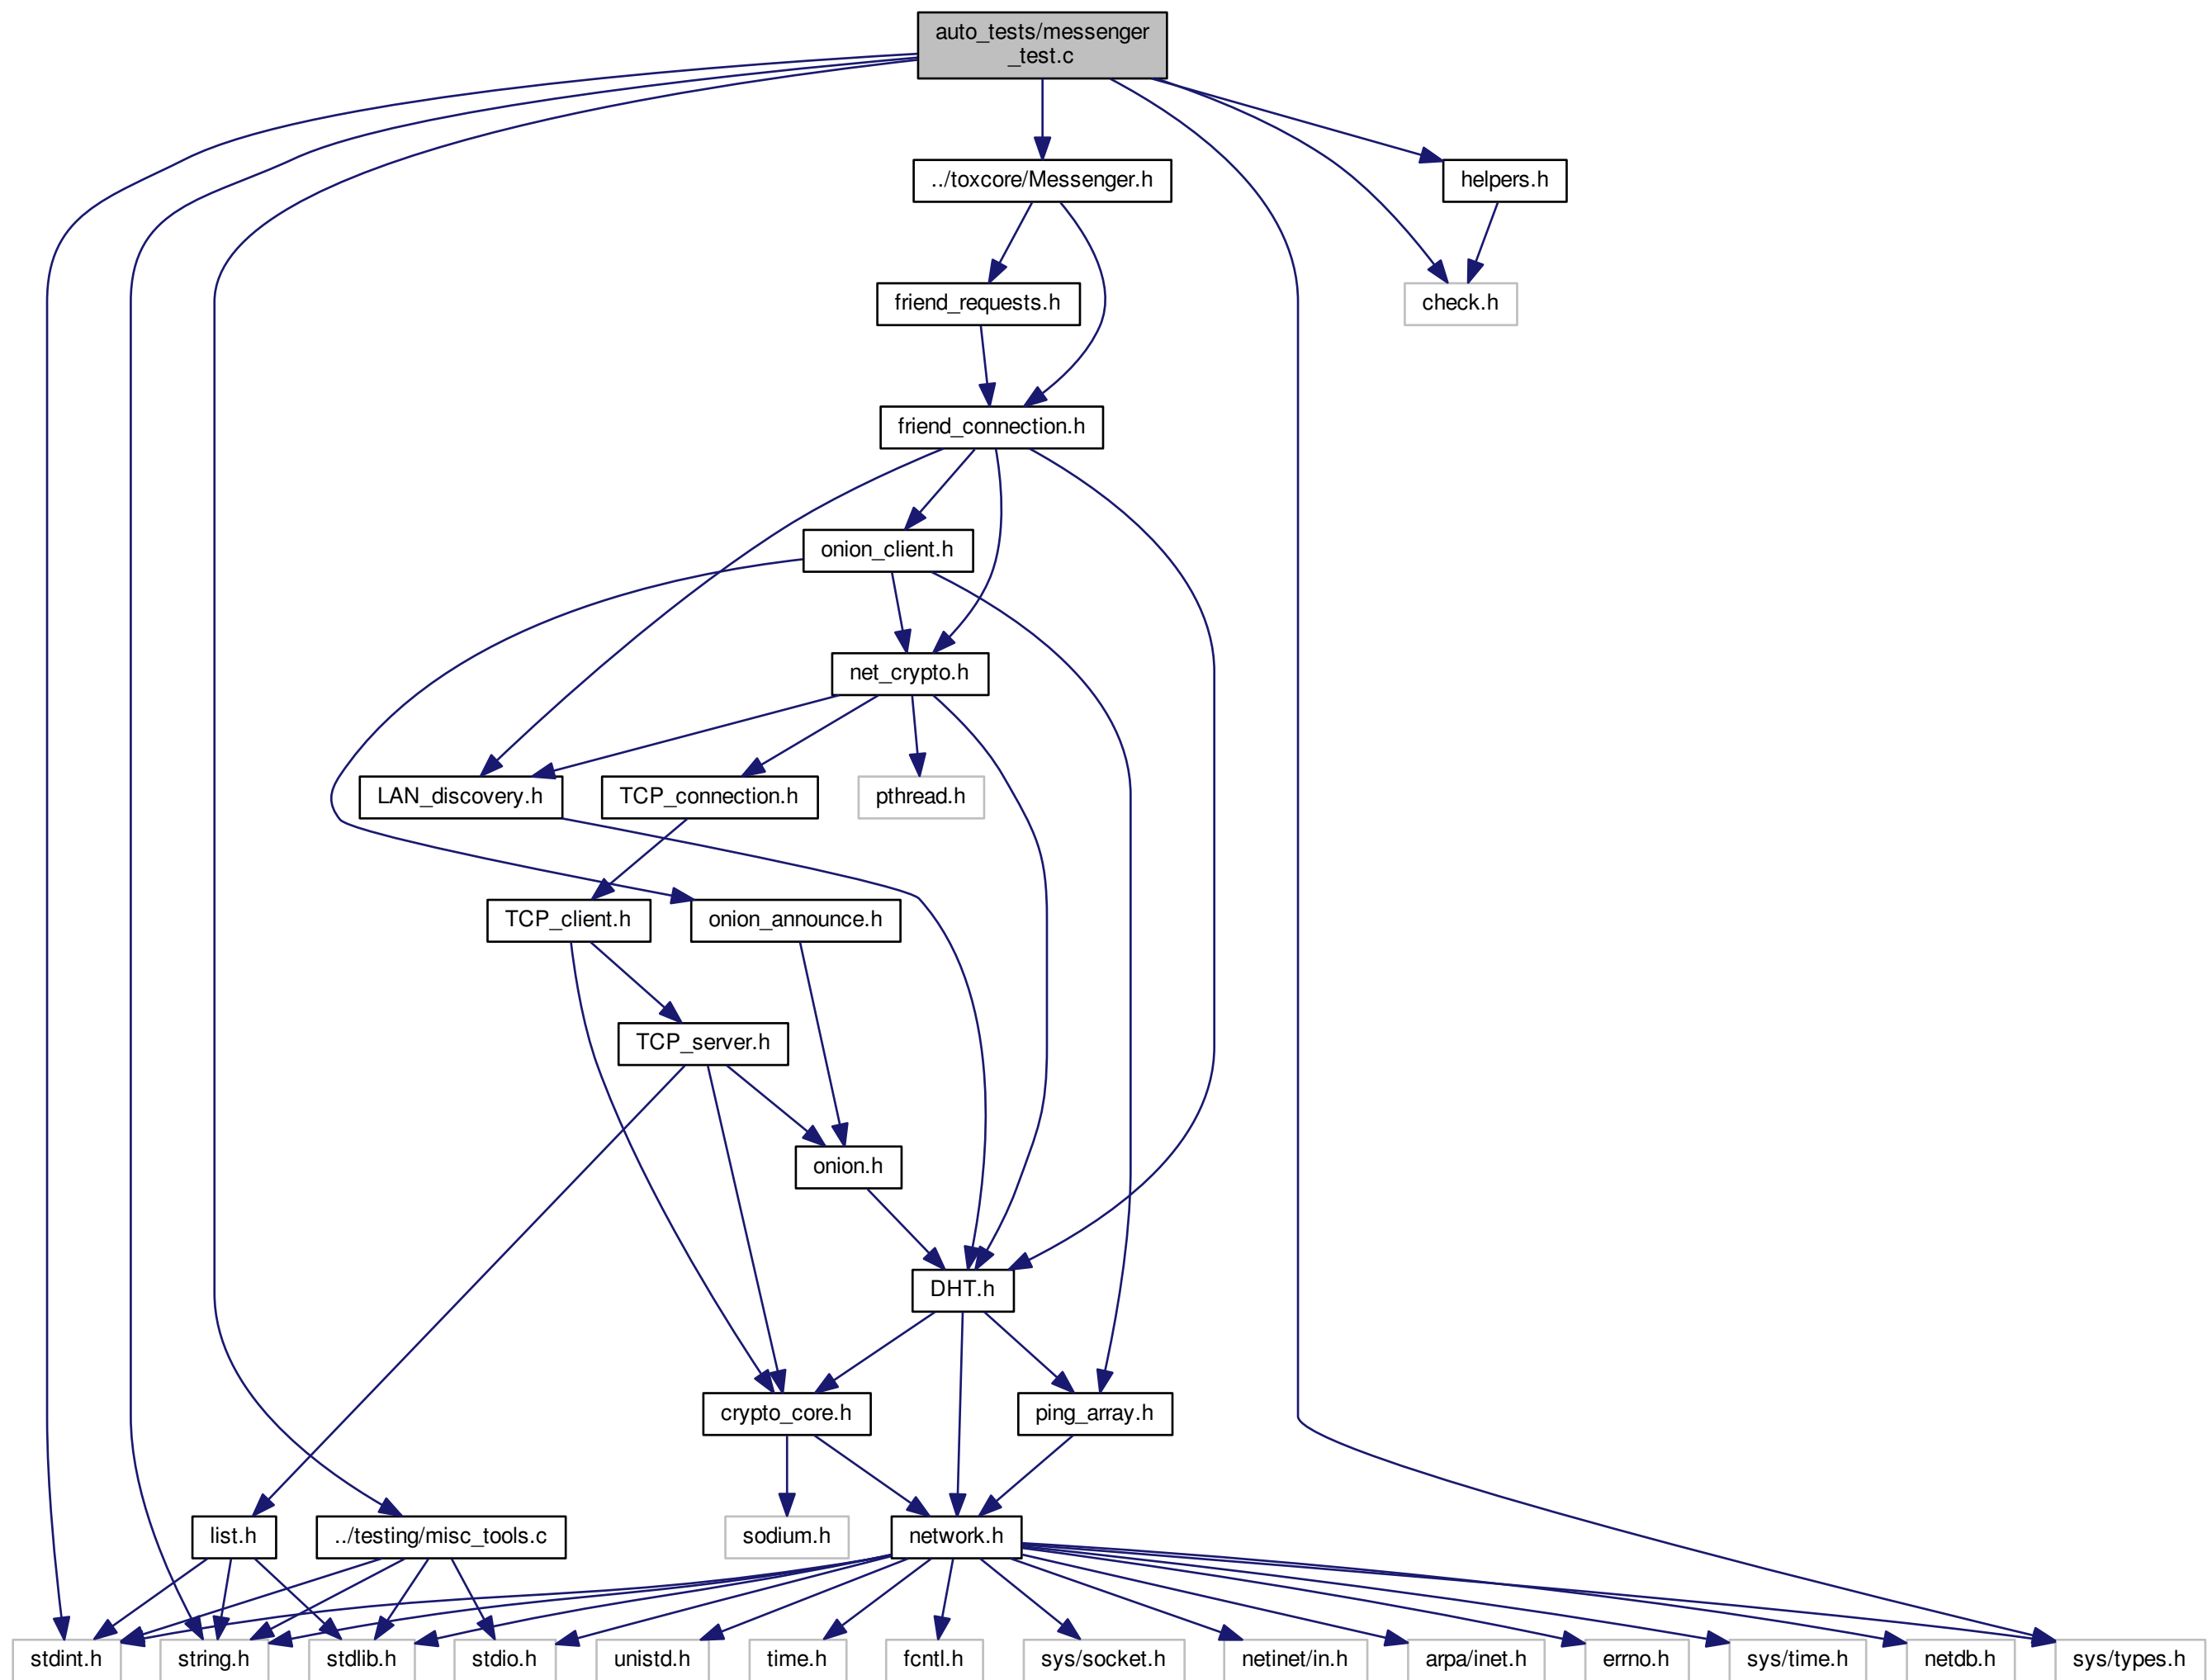 auto_tests/messenger
_test.c
../toxcore/Messenger.h
helpers.h
friend_requests.h
check.h
friend_connection.h
onion_client.h
net_crypto.h
LAN_discovery.h
TCP_connection.h
pthread.h
TCP_client.h
onion_announce.h
TCP_server.h
onion.h
DHT.h
crypto_core.h
ping_array.h
list.h
../testing/misc_tools.c
sodium.h
network.h
stdint.h
string.h
stdlib.h
stdio.h
unistd.h
time.h
fcntl.h
sys/socket.h
netinet/in.h
arpa/inet.h
errno.h
sys/time.h
netdb.h
sys/types.h